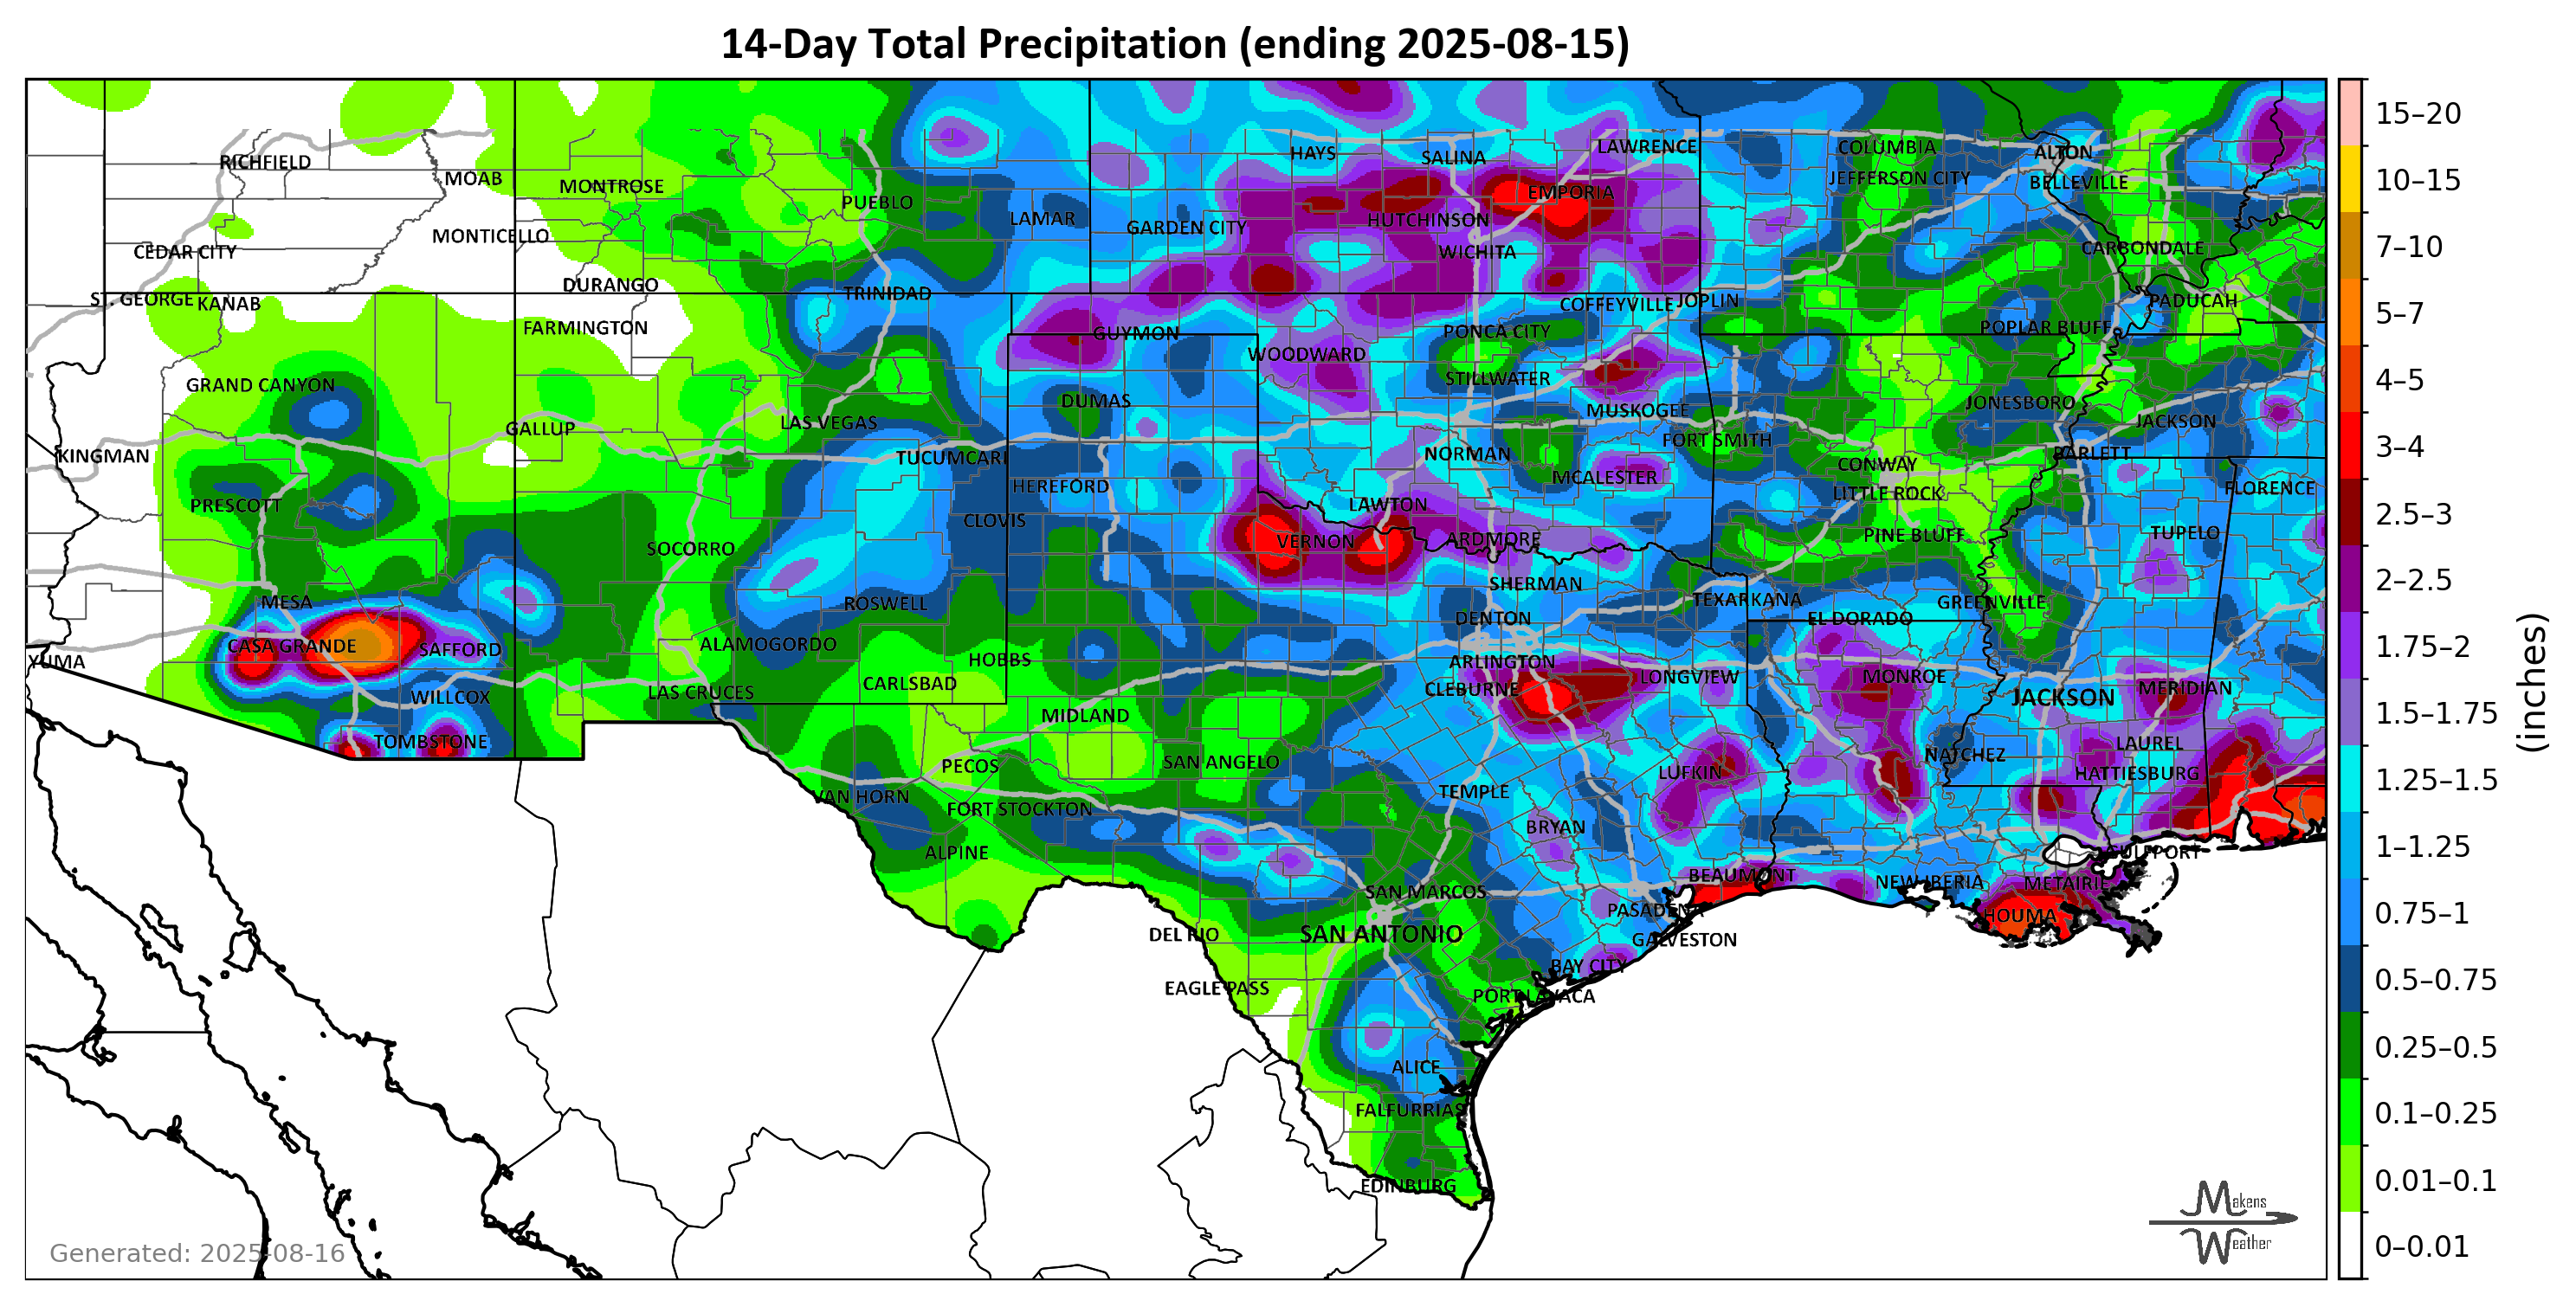 14-Day Total Precipitation (ending 2025-08-15)
RICHFIELD
MOAB
MONTROSE
PUEBLO
LAMAR
HAYS
SALINA
LAWRENCE
COLUMBIA
ALTON
JEFFERSON CITY
BELLEVILLE
EMPORIA
GARDEN CITY
HUTCHINSON
WICHITA
MONTICELLO
CEDAR CITY
CARBONDALE
DURANGO
TRINIDAD
ST. GEORGE
KANAB
COFFEYVILLE
JOPLIN
PADUCAH
FARMINGTON
GUYMON
PONCA CITY
POPLAR BLUFF
WOODWARD
STILLWATER
GRAND CANYON
DUMAS
MUSKOGEE
JONESBORO
JACKSON
LAS VEGAS
GALLUP
FORT SMITH
KINGMAN
TUCUMCARI
NORMAN
BARLETT
CONWAY
HEREFORD
MCALESTER
LITTLE ROCK
FLORENCE
PRESCOTT
LAWTON
CLOVIS
VERNON
ARDMORE
PINE BLUFF
TUPELO
SOCORRO
SHERMAN
MESA
ROSWELL
TEXARKANA
GREENVILLE
DENTON
EL DORADO
CASA GRANDE
SAFFORD
ALAMOGORDO
HOBBS
ARLINGTON
YUMA
CARLSBAD
CLEBURNE
LONGVIEW
MONROE
JACKSON
MERIDIAN
WILLCOX
LAS CRUCES
MIDLAND
TOMBSTONE
PECOS
SAN ANGELO
LUFKIN
NATCHEZ
LAUREL
HATTIESBURG
VAN HORN
FORT STOCKTON
TEMPLE
BRYAN
ALPINE
GULFPORT
SAN MARCOS
BEAUMONT
NEW IBERIA
METAIRIE
PASADENA
HOUMA
DEL RIO
SAN ANTONIO
GALVESTON
BAY CITY
EAGLE PASS
PORT LAVACA
ALICE
FALFURRIAS
EDINBURG
Generated: 2025-08-16
Makens
Weather
15–20
10–15
7–10
5–7
4–5
3–4
2.5–3
2–2.5
1.75–2
1.5–1.75
1.25–1.5
1–1.25
0.75–1
0.5–0.75
0.25–0.5
0.1–0.25
0.01–0.1
0–0.01
(inches)